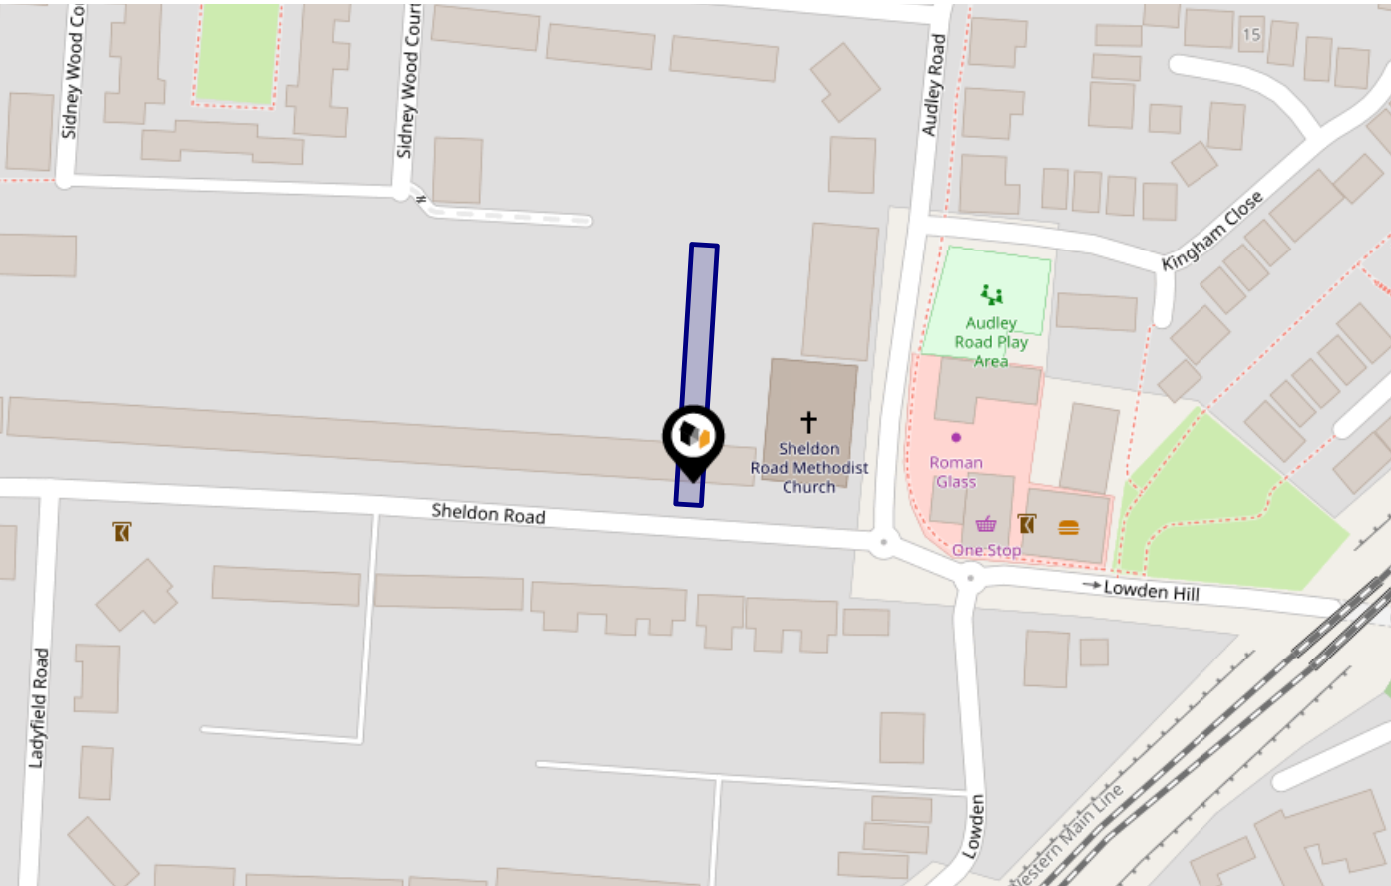 Sidney Wood Co
Sidney Wood Court
Audley Road
15
Kingham Close
Audley
Road Play
Area
Sheldon
Road Methodist
Church
Roman
Glass
Sheldon Road
One Stop
Lowden Hill
Ladyfield Road
Lowden
Western Main Line